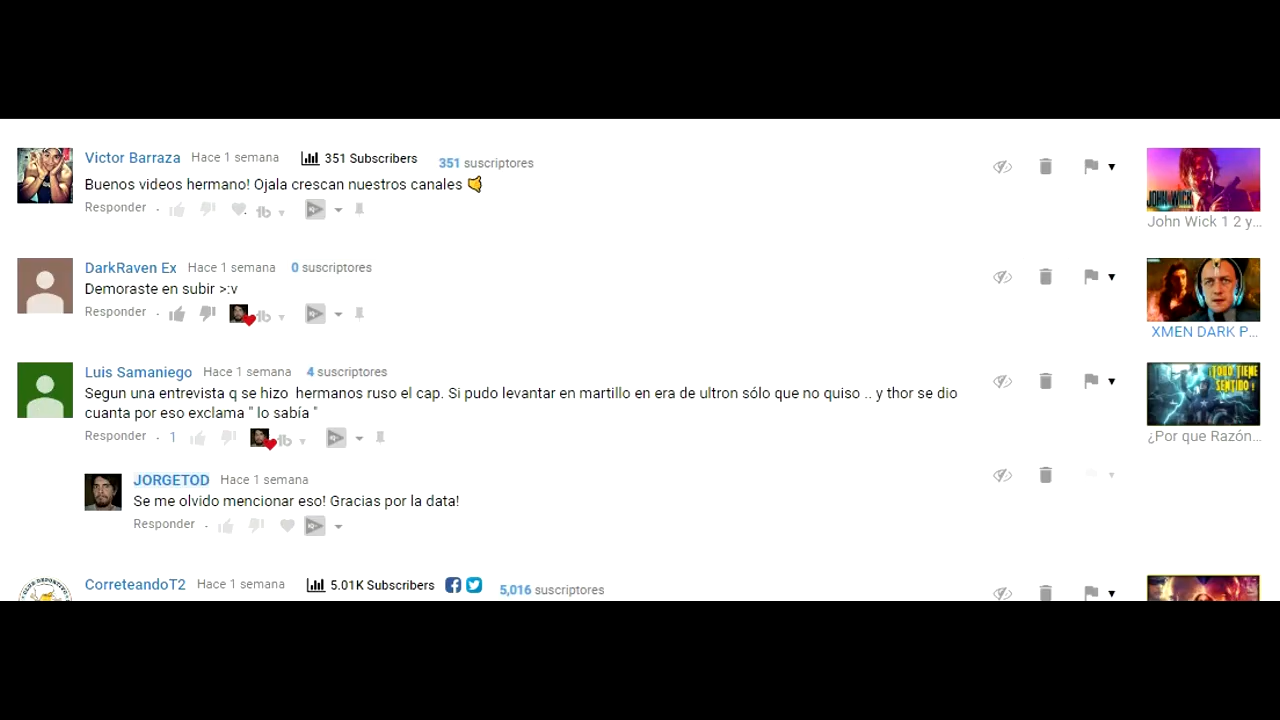 Victor Barraza Hace 1 semana 351 Subscribers 351 suscriptores
Buenos videos hermano! Ojala crescan nuestros canales
Responder
JOHN WICK
John Wick 1 2 y...
DarkRaven Ex Hace 1 semana 0 suscriptores
Demoraste en subir >:v
Responder
XMEN DARK P...
Luis Samaniego Hace 1 semana 4 suscriptores
Segun una entrevista q se hizo hermanos ruso el cap. Si pudo levantar en martillo en era de ultron sólo que no quiso .. y thor se dio
cuanta por eso exclama " lo sabía "
Responder · 1
¡TODO TIENE
SENTIDO!
¿Por que Razón...
JORGETOD Hace 1 semana
Se me olvido mencionar eso! Gracias por la data!
Responder
CorreteandoT2 Hace 1 semana 5.01K Subscribers 5,016 suscriptores